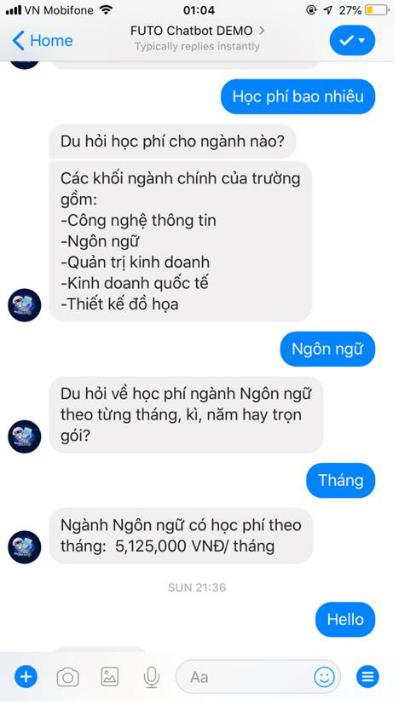 VN Mobifone 01:04 27%
Home FUTO Chatbot DEMO
Typically replies instantly
Học phí bao nhiêu
Du hỏi học phí cho ngành nào?
Các khối ngành chính của trường
gồm:
-Công nghệ thông tin
-Ngôn ngữ
-Quản trị kinh doanh
-Kinh doanh quốc tế
-Thiết kế đồ họa
Ngôn ngữ
Du hỏi về học phí ngành Ngôn ngữ
theo từng tháng, kì, năm hay trọn
gói?
Tháng
Ngành Ngôn ngữ có học phí theo
tháng: 5,125,000 VNĐ/ tháng
SUN 21:36
Hello
Aa